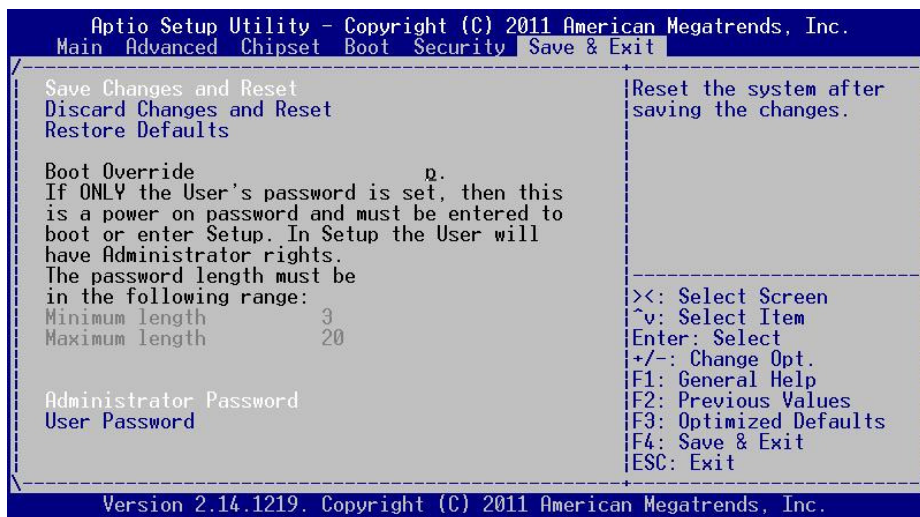 Aptio Setup Utility - Copyright (C) 2011 American Megatrends, Inc.
Main Advanced Chipset Boot Security Save & Exit
Save Changes and Reset
Discard Changes and Reset
Restore Defaults
Boot Override p.
If ONLY the User's password is set, then this
is a power on password and must be entered to
boot or enter Setup. In Setup the User will
have Administrator rights.
The password length must be
in the following range:
Minimum length 3
Maximum length 20
Administrator Password
User Password
Reset the system after
saving the changes.
><: Select Screen
^v: Select Item
Enter: Select
+/-: Change Opt.
F1: General Help
F2: Previous Values
F3: Optimized Defaults
F4: Save & Exit
ESC: Exit
Version 2.14.1219. Copyright (C) 2011 American Megatrends, Inc.